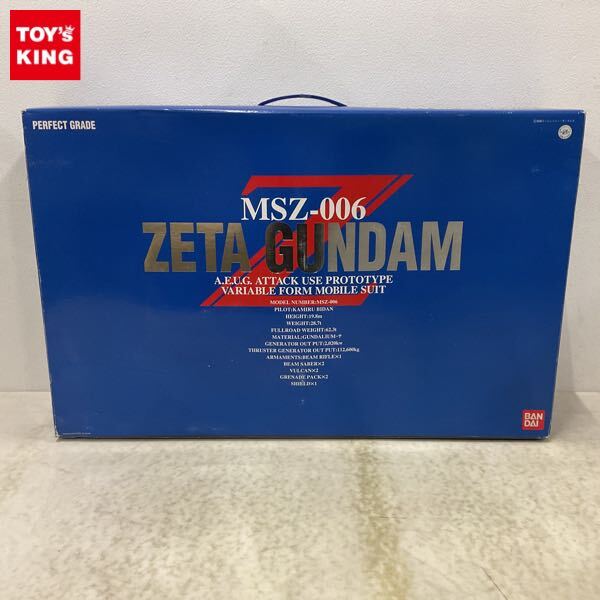 TOY's
KING
PERFECT GRADE
MSZ-006
ZETA GUNDAM
A.E.U.G. ATTACK USE PROTOTYPE
VARIABLE FORM MOBILE SUIT
MODEL NUMBER:MSZ-006
PILOT:KAMIRU BIDAN
HEIGHT:19.8m
WEIGHT:28.7t
FULLROAD WEIGHT:62.3t
MATERIAL:GUNDALIUM-γ
GENERATOR OUT PUT:2,020kw
THRUSTER GENERATOR OUT PUT:112,600kg
ARMAMENTS:BEAM RIFLE×1
BEAM SABER×2
VULCAN×2
GRENADE PACK×2
SHIELD×1
BAN
DAI